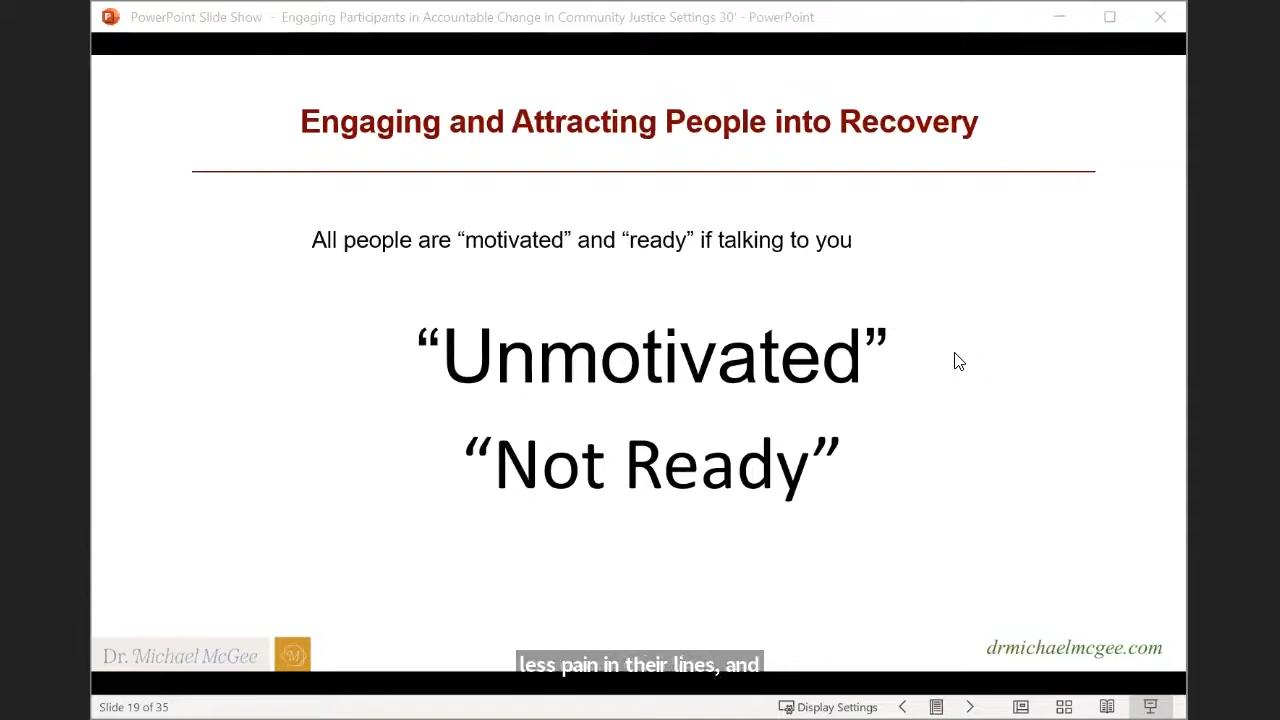 PowerPoint Slide Show - Engaging Participants in Accountable Change in Community Justice Settings 30' - PowerPoint
Engaging and Attracting People into Recovery
All people are “motivated” and “ready” if talking to you
“Unmotivated”
“Not Ready”
Dr. Michael McGee
M
drmichaelmcgee.com
less pain in their lines, and
Slide 19 of 35
Display Settings